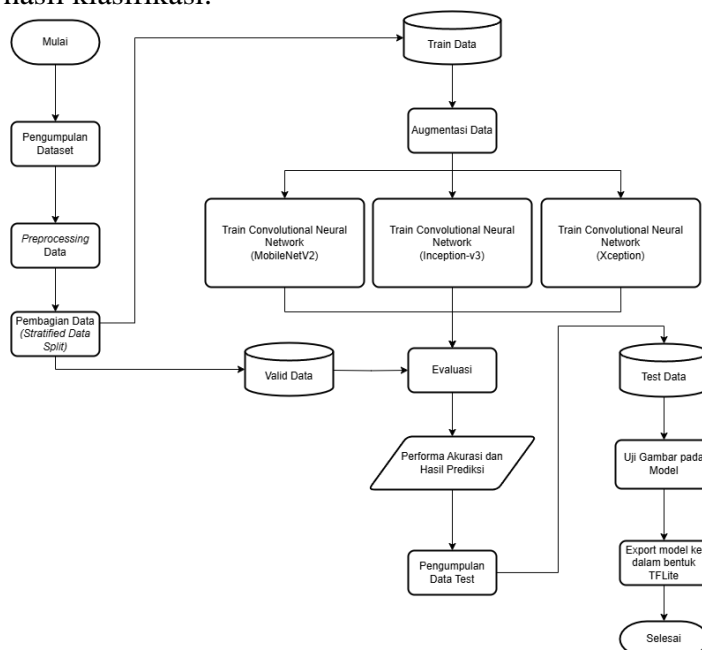 hasil klasifikasi.
Mulai
Pengumpulan
Dataset
Preprocessing
Data
Pembagian Data
(Stratified Data
Split)
Train Data
Augmentasi Data
Train Convolutional Neural
Network
(MobileNetV2)
Train Convolutional Neural
Network
(Inception-v3)
Train Convolutional Neural
Network
(Xception)
Valid Data
Evaluasi
Performa Akurasi dan
Hasil Prediksi
Pengumpulan
Data Test
Test Data
Uji Gambar pada
Model
Export model ke
dalam bentuk
TFLite
Selesai